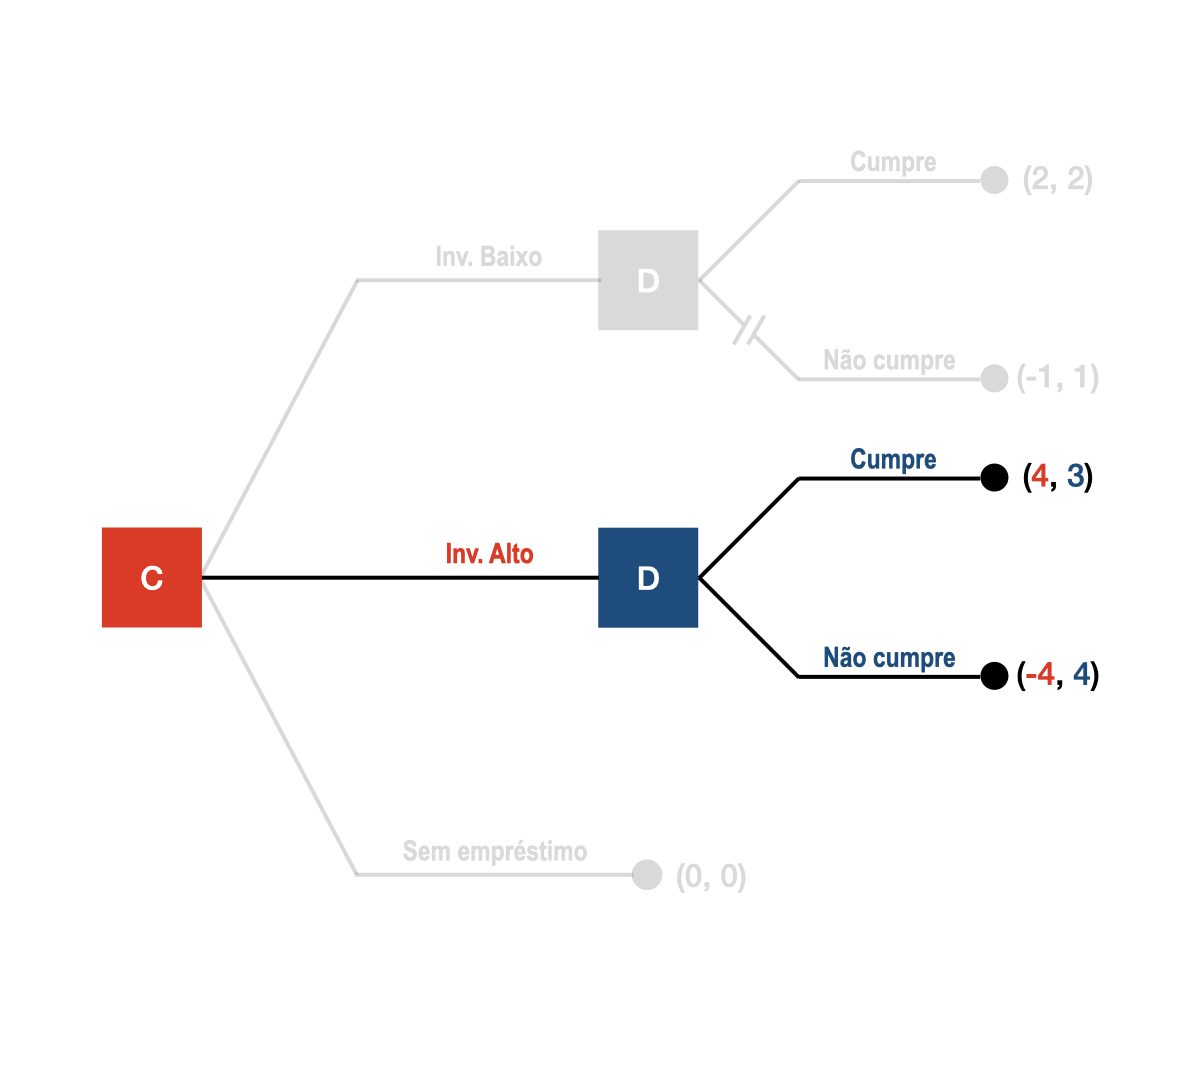 Cumpre
(2, 2)
Inv. Baixo
D
Não cumpre
(-1, 1)
Cumpre
(4, 3)
Inv. Alto
C
D
Não cumpre
(-4, 4)
Sem empréstimo
(0, 0)